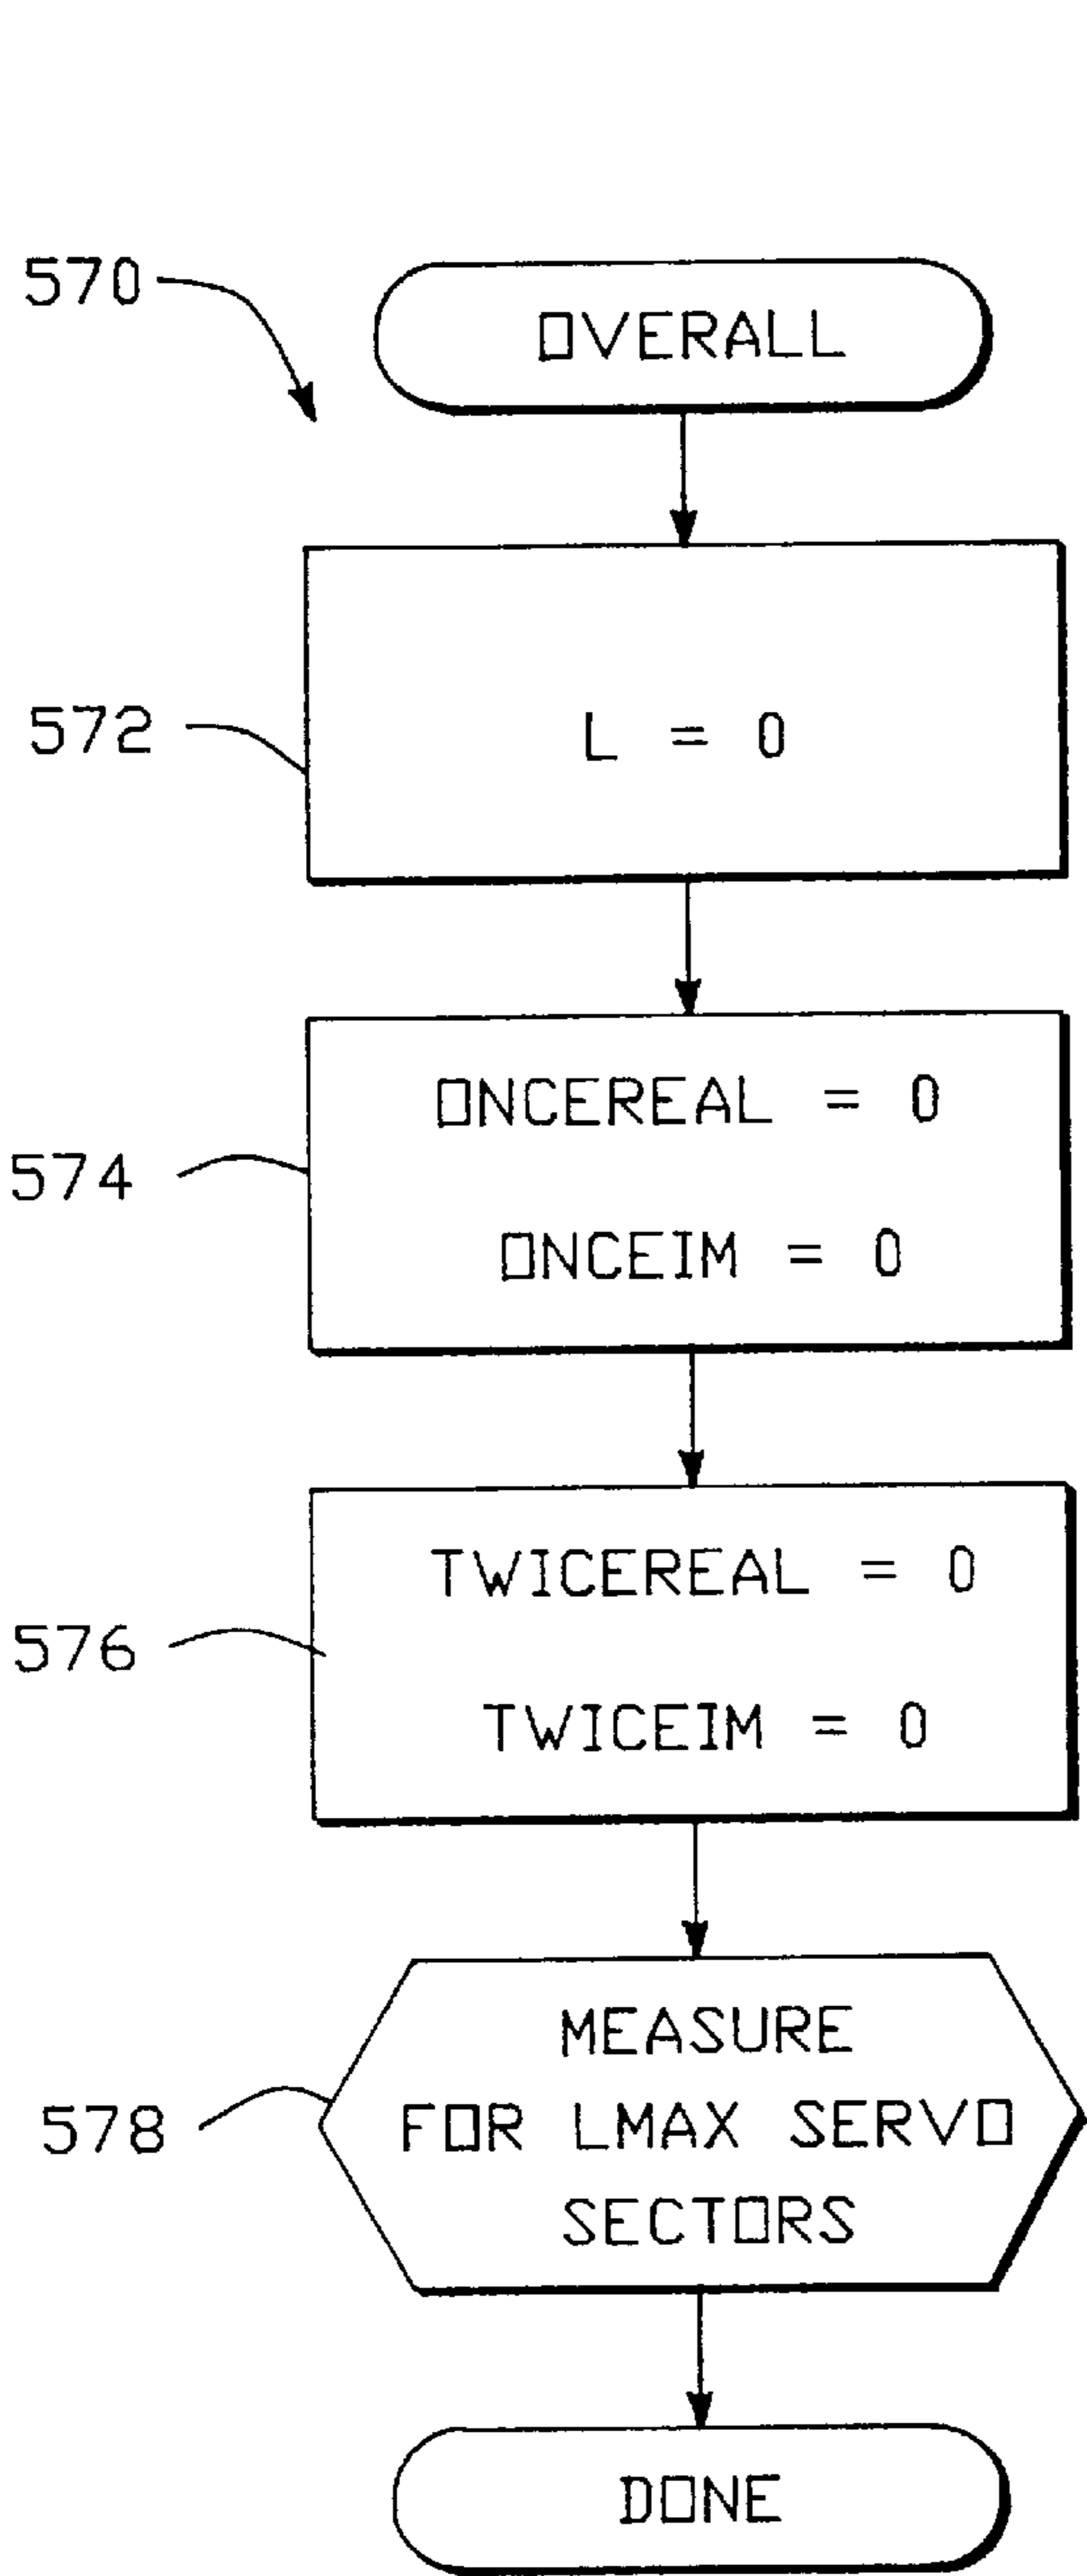 570
OVERALL
572
L = 0
574
ONCEREAL = 0
ONCEIM = 0
576
TWICEREAL = 0
TWICEIM = 0
578
MEASURE
FOR LMAX SERVO
SECTORS
DONE